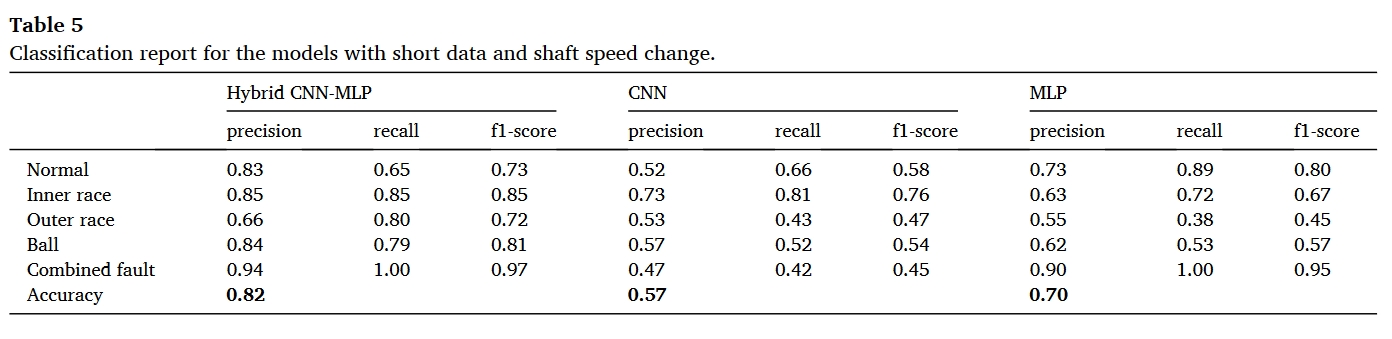 Table 5
Classification report for the models with short data and shaft speed change.
Hybrid CNN-MLP CNN MLP
precision recall f1-score precision recall f1-score precision recall f1-score
Normal 0.83 0.65 0.73 0.52 0.66 0.58 0.73 0.89 0.80
Inner race 0.85 0.85 0.85 0.73 0.81 0.76 0.63 0.72 0.67
Outer race 0.66 0.80 0.72 0.53 0.43 0.47 0.55 0.38 0.45
Ball 0.84 0.79 0.81 0.57 0.52 0.54 0.62 0.53 0.57
Combined fault 0.94 1.00 0.97 0.47 0.42 0.45 0.90 1.00 0.95
Accuracy 0.82 0.57 0.70